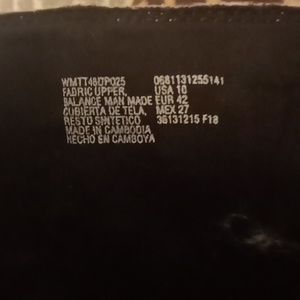 WMTT48I7P025 0681131255141
FABRIC UPPER, USA 10
BALANCE MAN MADE EUR 42
CUBIERTA DE TELA, MEX 27
RESTO SINTETICO 36131215 F18
MADE IN CAMBODIA
HECHO EN CAMBOYA